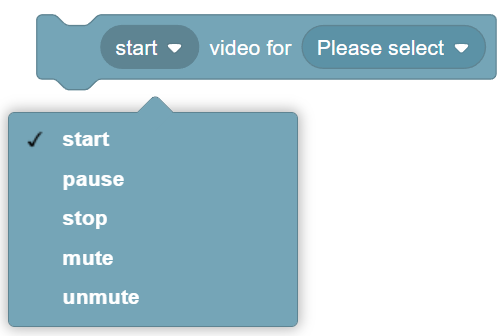 start video for Please select
start
pause
stop
mute
unmute